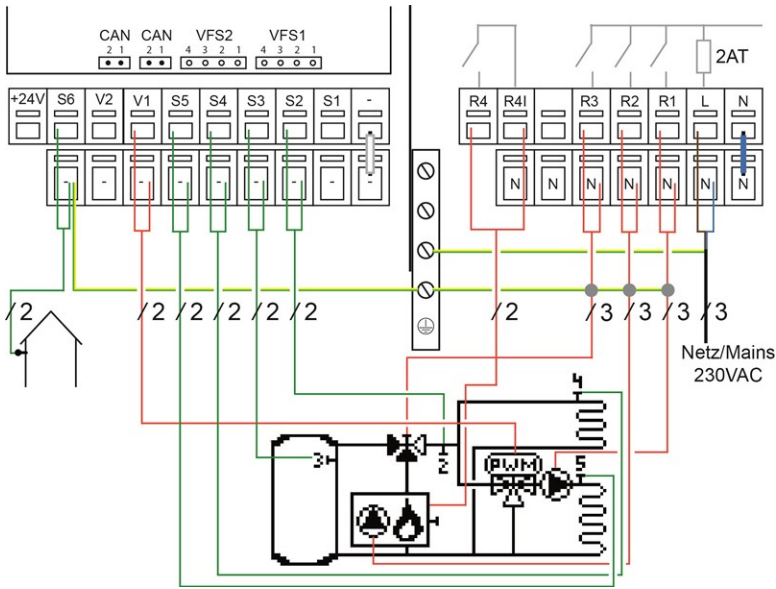 CAN CAN VFS2 VFS1
2 1 2 1 4 3 2 1 4 3 2 1
2AT
+24V S6 V2 V1 S5 S4 S3 S2 S1 - R4 R4I R3 R2 R1 L N
- - - - - - - - - N N N N N N N
/2 /2 /2 /2 /2 /2 /2 /3 /3 /3 /3
Netz/Mains
230VAC
4
3 2 PWM 5